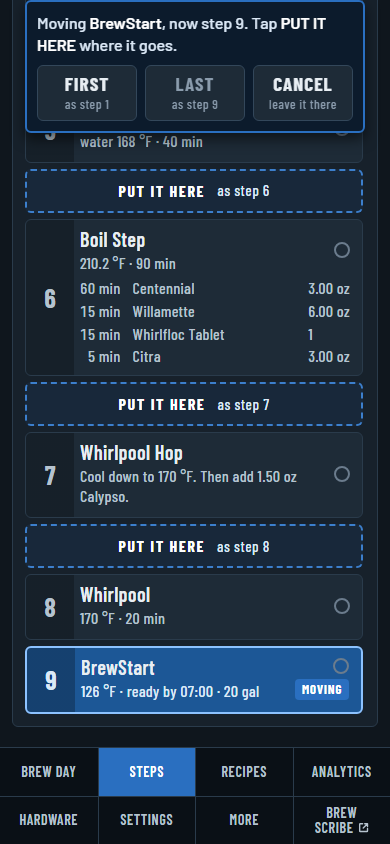 Moving BrewStart, now step 9. Tap PUT IT
HERE where it goes.
FIRST
as step 1
LAST
as step 9
CANCEL
leave it there
water 168 °F · 40 min
PUT IT HERE as step 6
6
Boil Step
210.2 °F · 90 min
60 min Centennial 3.00 oz
15 min Willamette 6.00 oz
15 min Whirlfloc Tablet 1
5 min Citra 3.00 oz
PUT IT HERE as step 7
7
Whirlpool Hop
Cool down to 170 °F. Then add 1.50 oz
Calypso.
PUT IT HERE as step 8
8
Whirlpool
170 °F · 20 min
9
BrewStart
126 °F · ready by 07:00 · 20 gal
MOVING
BREW DAY
STEPS
RECIPES
ANALYTICS
HARDWARE
SETTINGS
MORE
BREW
SCRIBE